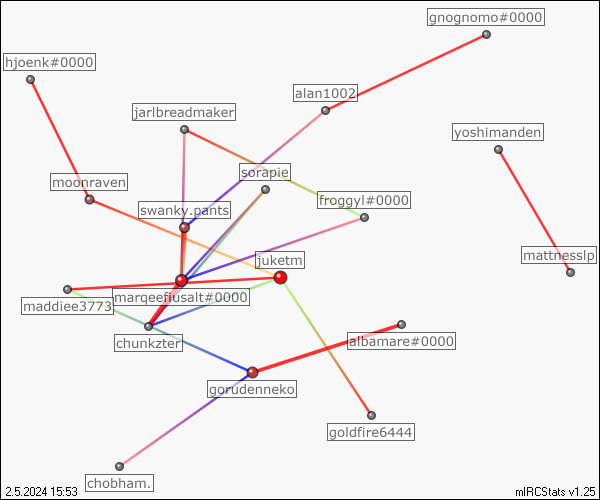 gnognomo#0000
hjoenk#0000
alan1002
jarlbreadmaker
yoshimanden
sorapie
moonraven
froggyl#0000
swanky.pants
juketm
mattnesslp
marqeefiusalt#0000
maddiee3773
chunkzter
albamare#0000
gorudenneko
goldfire6444
chobham.
2.5.2024 15:53
mIRCStats v1.25